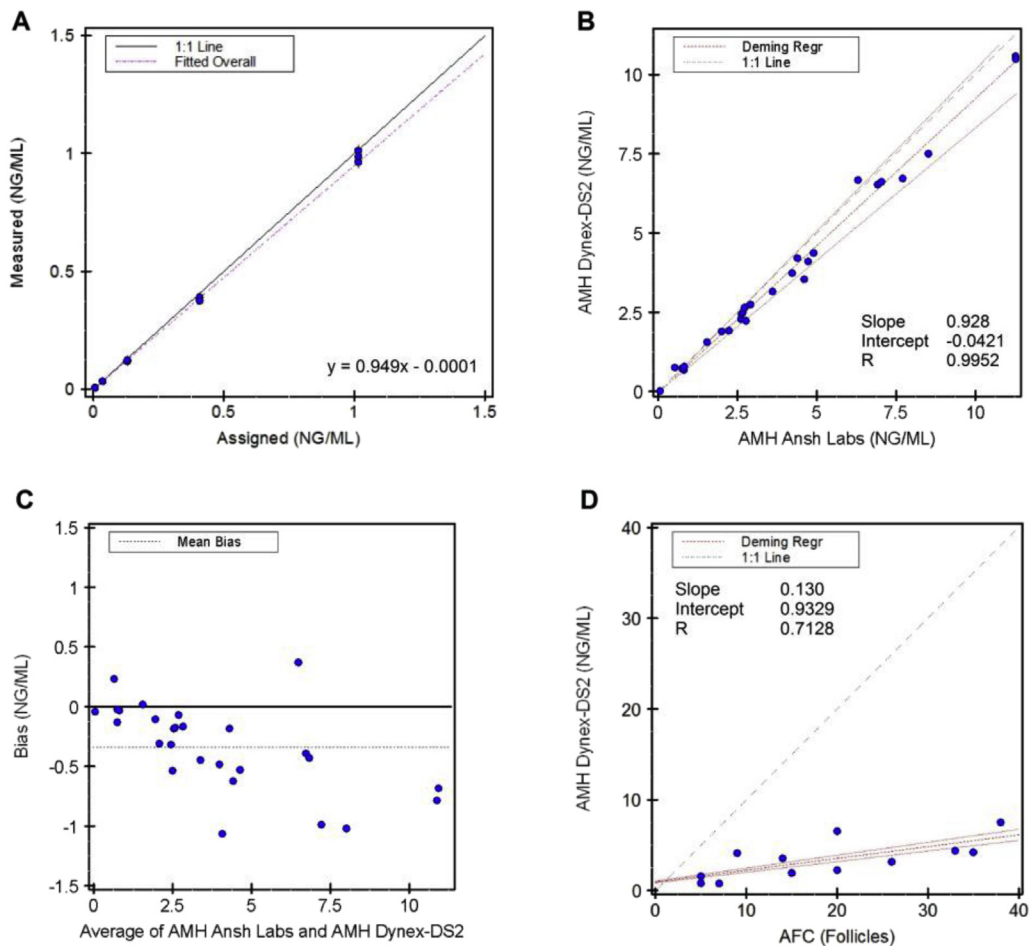 A
1.5
1
0.5
0
1:1 Line
Fitted Overall
y = 0.949x - 0.0001
0
0.5
1
1.5
Measured (NG/ML)
Assigned (NG/ML)
B
10
7.5
5
2.5
0
Deming Regr
1:1 Line
Slope 0.928
Intercept -0.0421
R 0.9952
0
2.5
5
7.5
10
AMH Dynex-DS2 (NG/ML)
AMH Ansh Labs (NG/ML)
C
1.5
1
0.5
0
-0.5
-1
-1.5
Mean Bias
0
2.5
5
7.5
10
Bias (NG/ML)
Average of AMH Ansh Labs and AMH Dynex-DS2
D
40
30
20
10
0
Deming Regr
1:1 Line
Slope 0.130
Intercept 0.9329
R 0.7128
0
10
20
30
40
AMH Dynex-DS2 (NG/ML)
AFC (Follicles)